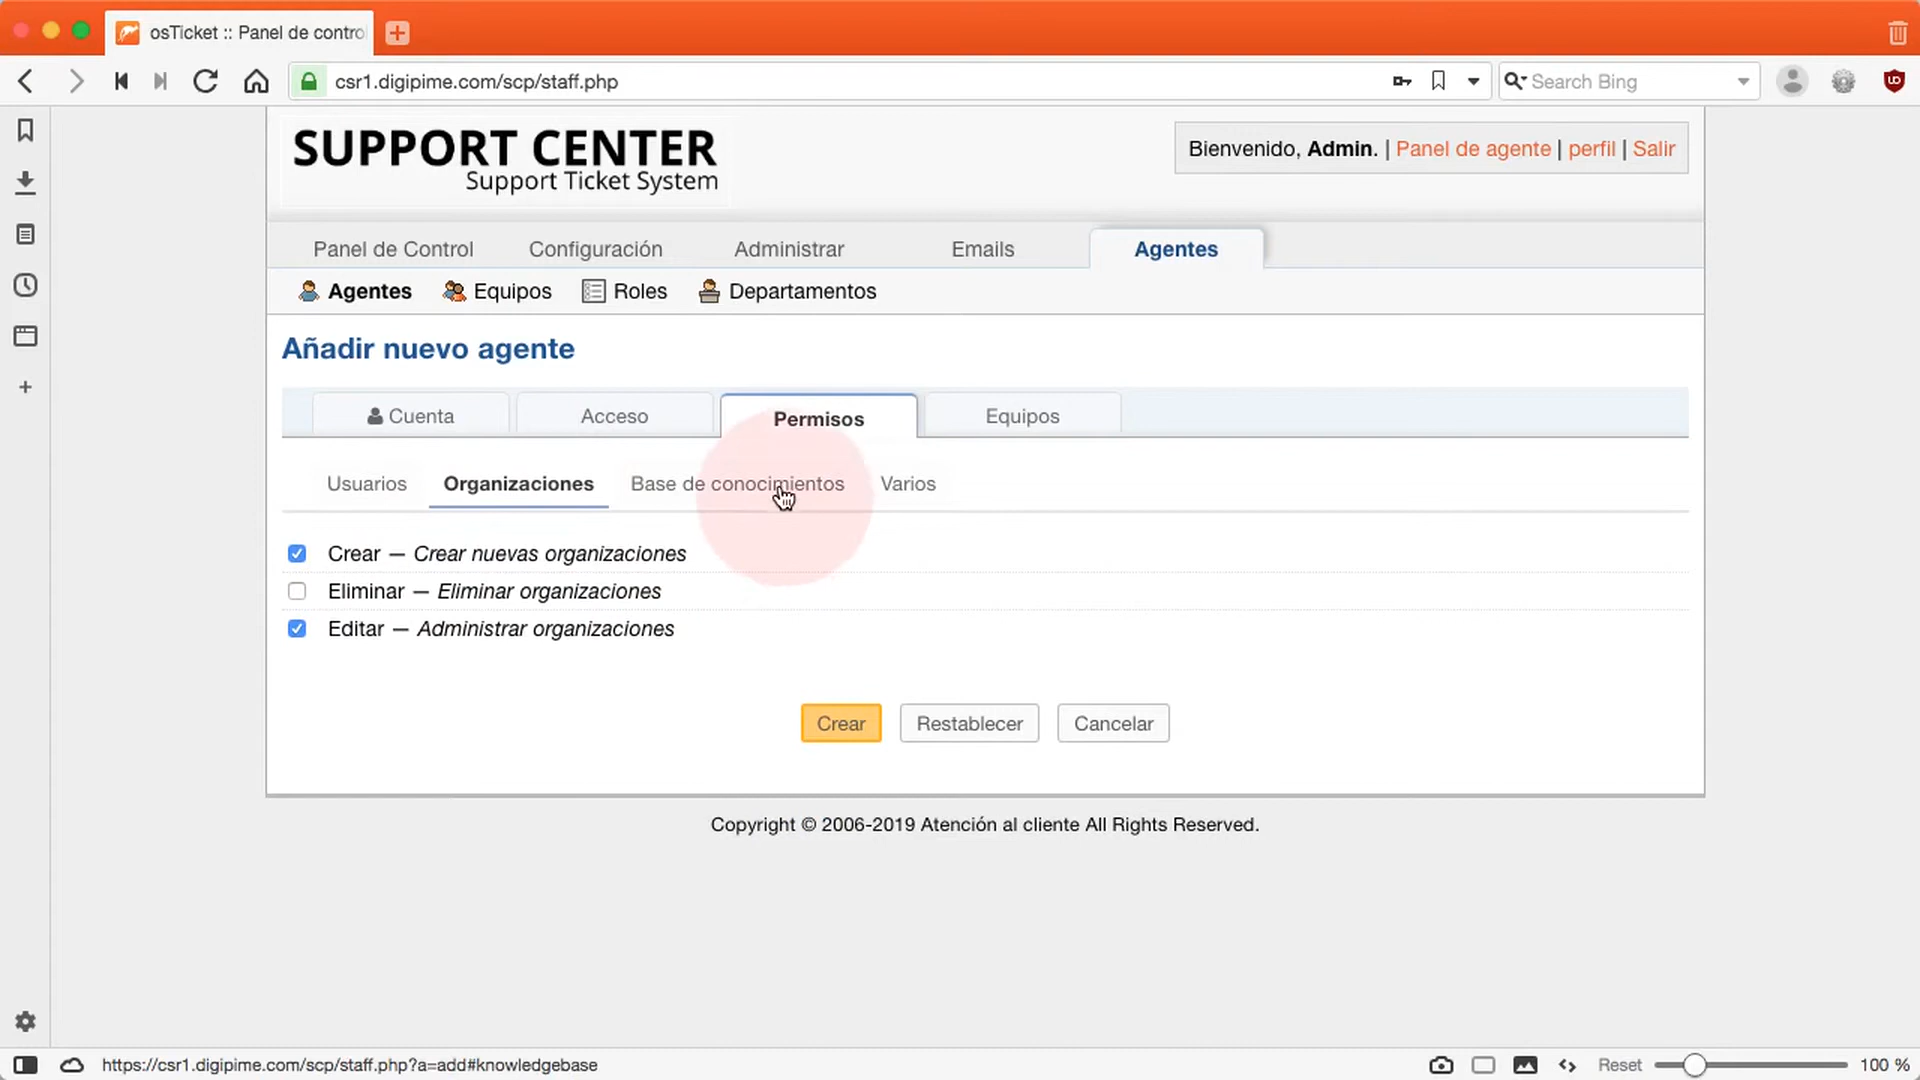 osTicket :: Panel de contro
csr1.digipime.com/scp/staff.php
Search Bing
SUPPORT CENTER
Support Ticket System
Bienvenido, Admin. | Panel de agente | perfil | Salir
Panel de Control Configuración Administrar Emails Agentes
Agentes Equipos Roles Departamentos
Añadir nuevo agente
Cuenta Acceso Permisos Equipos
Usuarios Organizaciones Base de conocimientos Varios
Crear — Crear nuevas organizaciones
Eliminar — Eliminar organizaciones
Editar — Administrar organizaciones
Crear Restablecer Cancelar
Copyright © 2006-2019 Atención al cliente All Rights Reserved.
https://csr1.digipime.com/scp/staff.php?a=add#knowledgebase
Reset 100 %